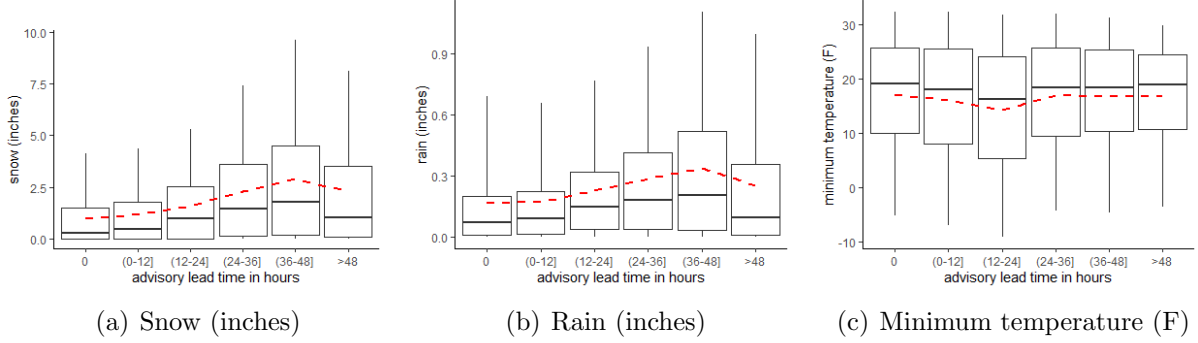 10.0
7.5
5.0
2.5
0.0
snow (inches)
0 (0-12] (12-24] (24-36] (36-48] >48
advisory lead time in hours
(a) Snow (inches)
0.9
0.6
0.3
0.0
rain (inches)
0 (0-12] (12-24] (24-36] (36-48] >48
advisory lead time in hours
(b) Rain (inches)
30
20
10
0
-10
minimum temperature (F)
0 (0-12] (12-24] (24-36] (36-48] >48
advisory lead time in hours
(c) Minimum temperature (F)